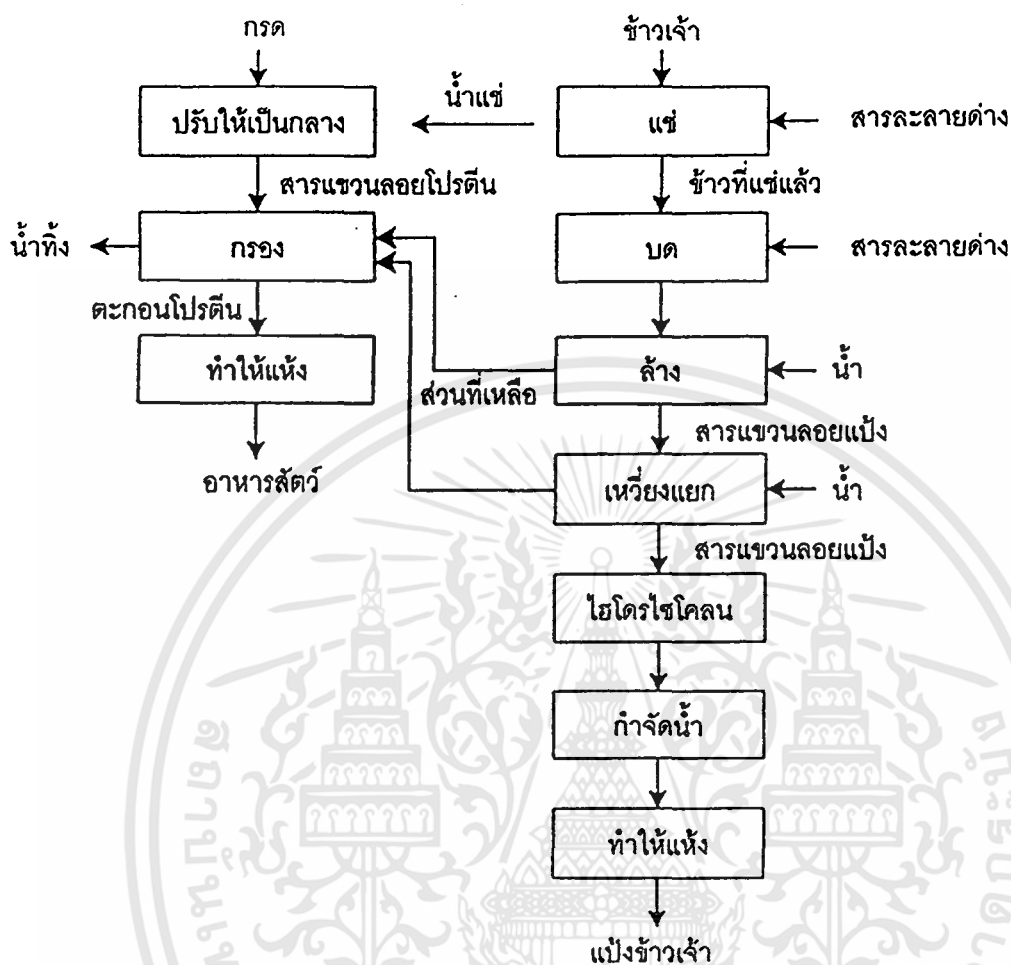 กรด
ข้าวเจ้า
ปรับให้เป็นกลาง
น้ำแช่
แช่
สารละลายด่าง
สารแขวนลอยโปรตีน
ข้าวที่แช่แล้ว
น้ำทิ้ง
กรอง
บด
สารละลายด่าง
ตะกอนโปรตีน
ทำให้แห้ง
ส่วนที่เหลือ
ล้าง
น้ำ
สารแขวนลอยแป้ง
อาหารสัตว์
เหวี่ยงแยก
น้ำ
สารแขวนลอยแป้ง
ไฮโดรไซโคลน
กำจัดน้ำ
ทำให้แห้ง
แป้งข้าวเจ้า